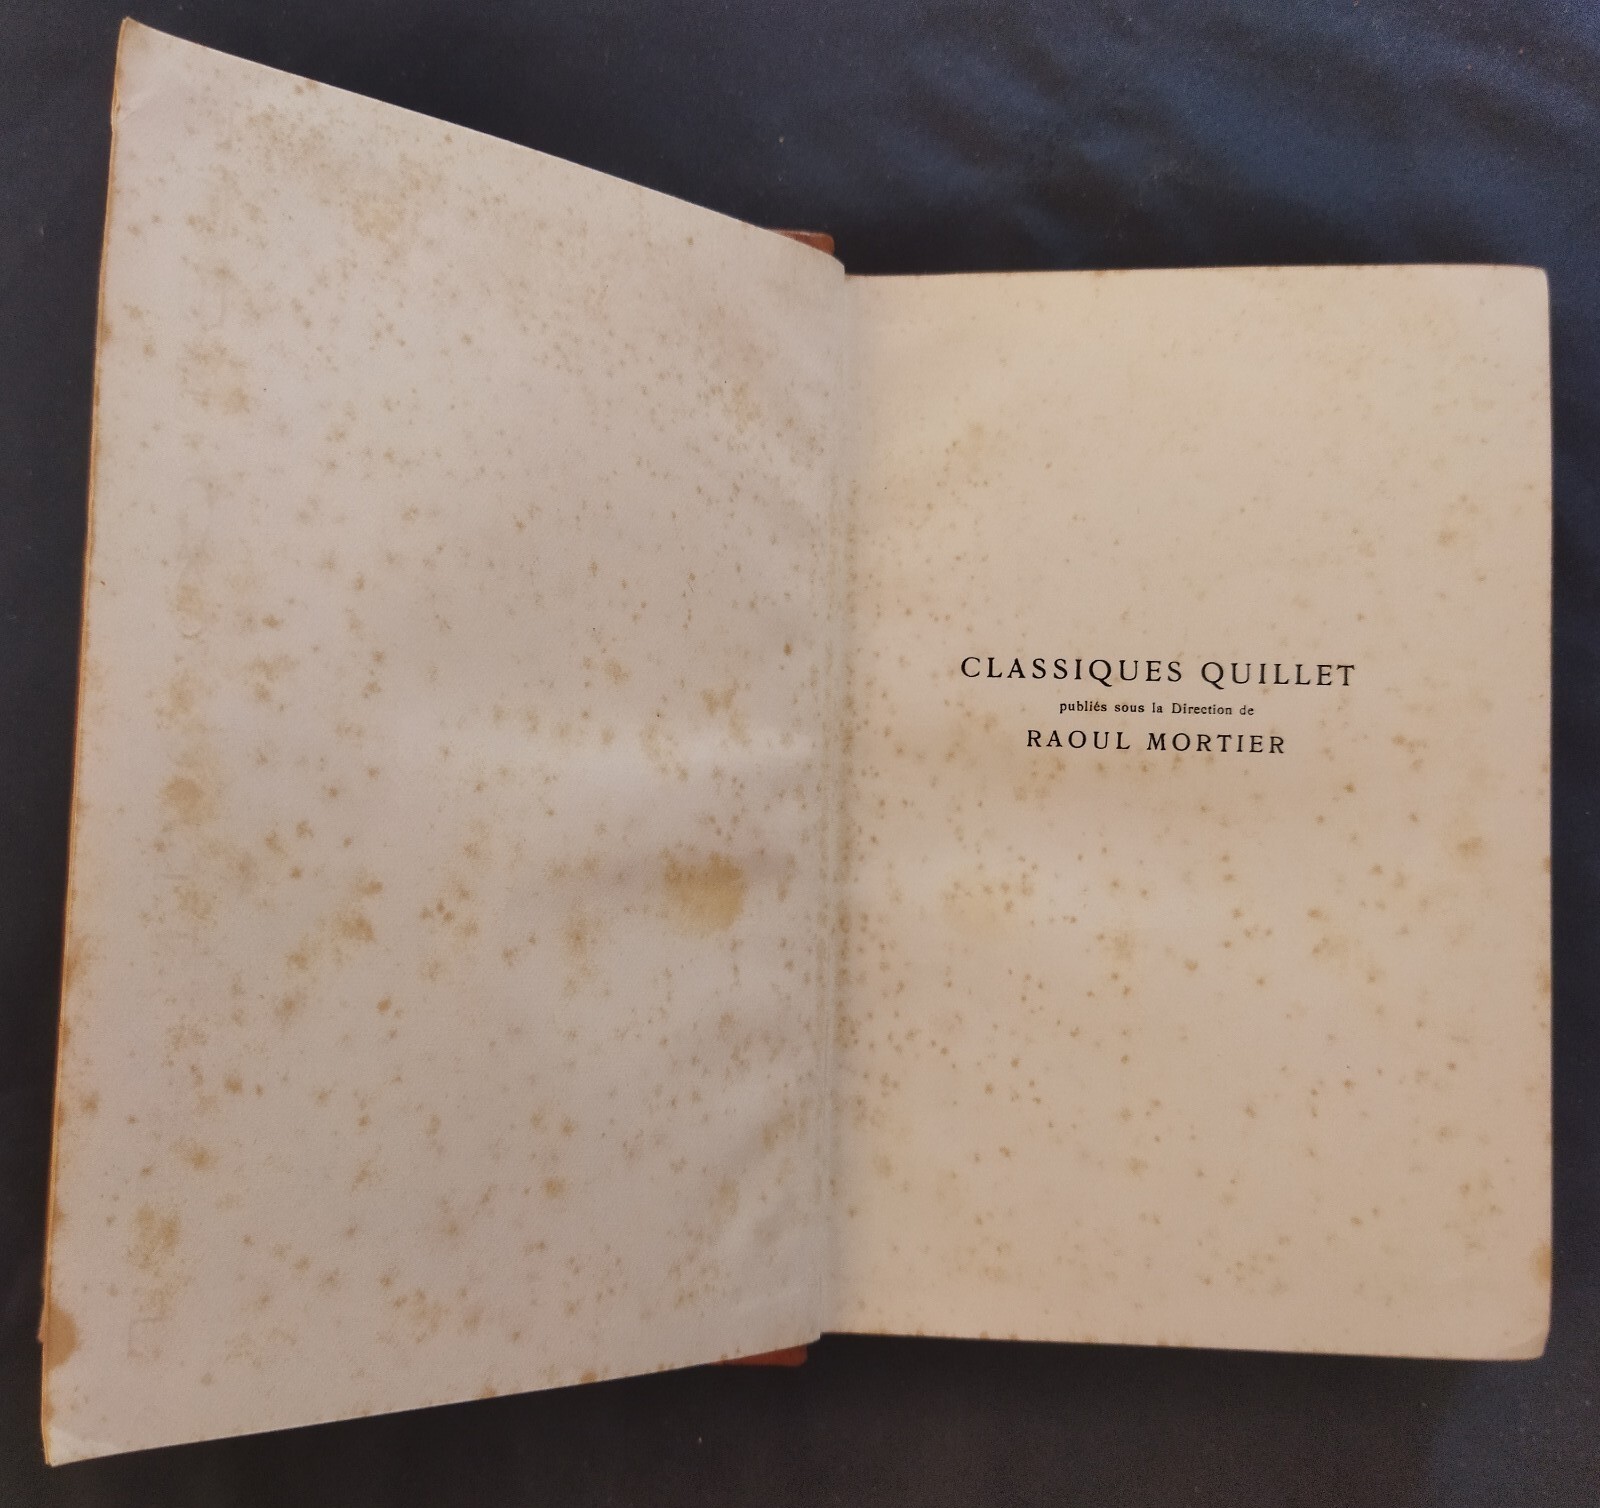 CLASSIQUES QUILLET
publiés sous la Direction de
RAOUL MORTIER